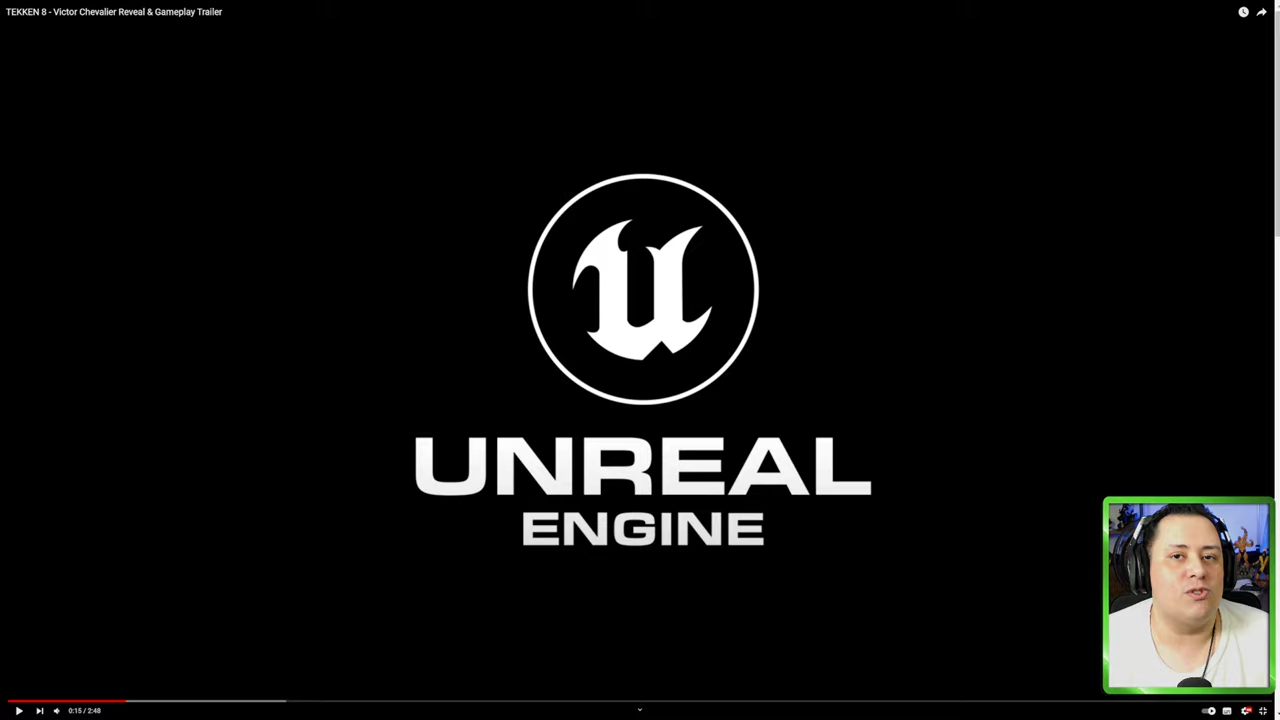 TEKKEN 8 - Victor Chevalier Reveal & Gameplay Trailer
UNREAL
ENGINE
0:15 / 2:48